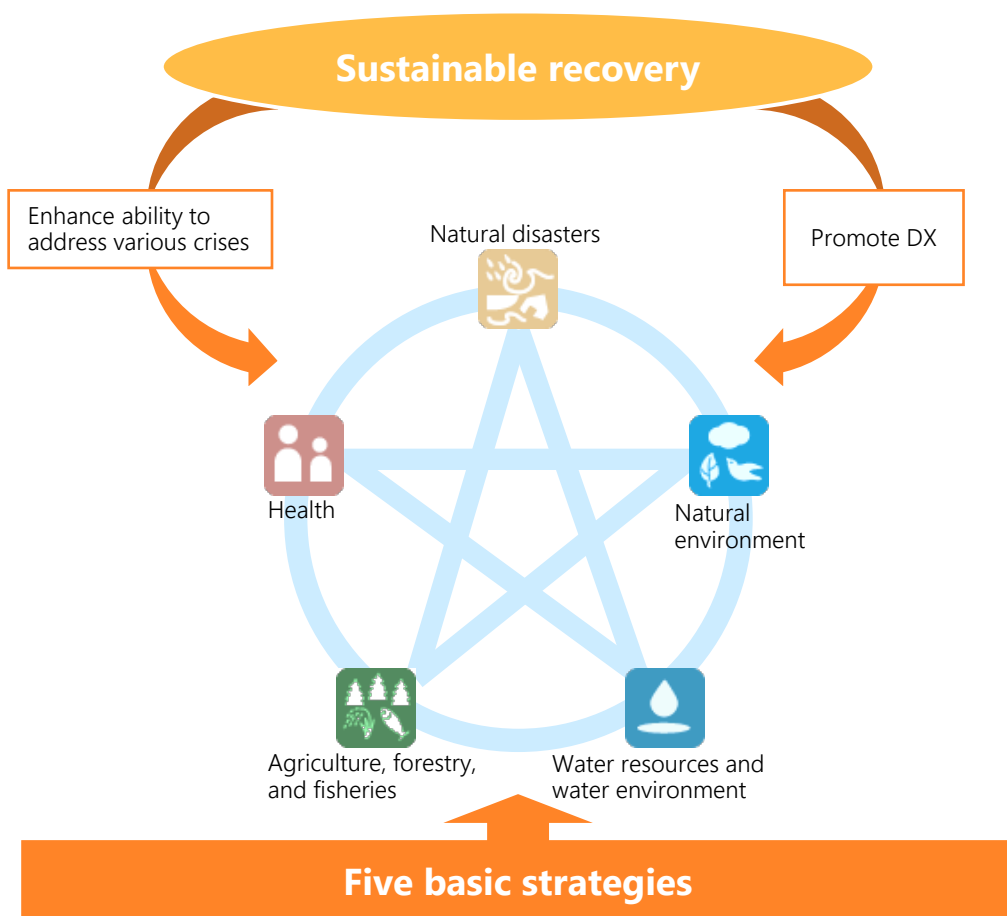 Sustainable recovery
Enhance ability to
address various crises
Promote DX
Natural disasters
Health
Natural
environment
Agriculture, forestry,
and fisheries
Water resources and
water environment
Five basic strategies